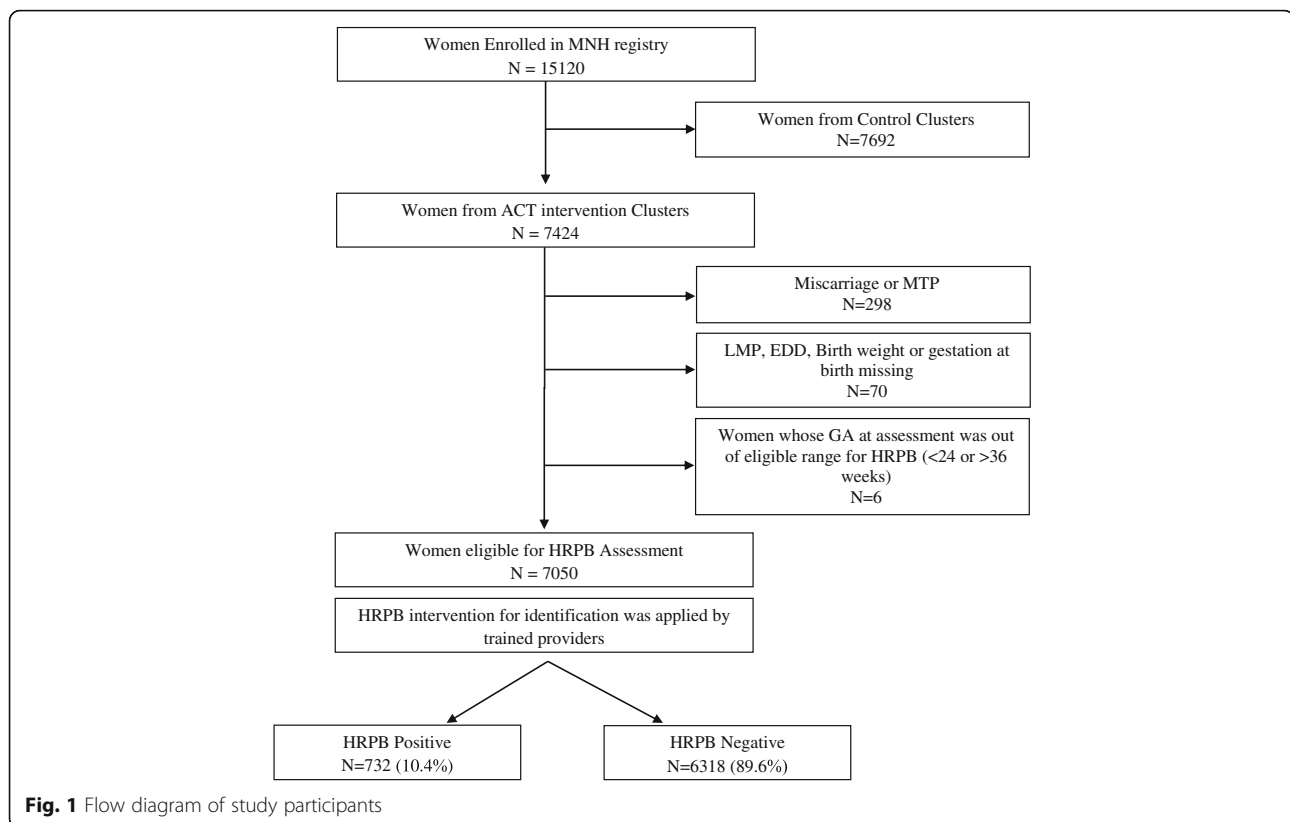 Women Enrolled in MNH registry
N = 15120
Women from Control Clusters
N=7692
Women from ACT intervention Clusters
N = 7424
Miscarriage or MTP
N=298
LMP, EDD, Birth weight or gestation at
birth missing
N=70
Women whose GA at assessment was out
of eligible range for HRPB (<24 or >36
weeks)
N=6
Women eligible for HRPB Assessment
N = 7050
HRPB intervention for identification was applied by
trained providers
HRPB Positive
N=732 (10.4%)
HRPB Negative
N=6318 (89.6%)
Fig. 1 Flow diagram of study participants